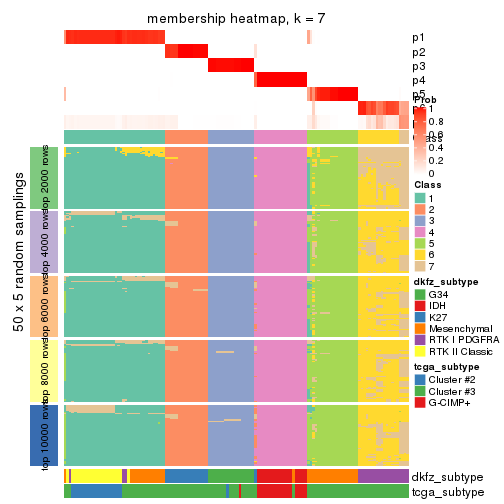 membership heatmap, k = 7
p1
p2
p3
p4
p5
p6
Prob
1
0.8
0.6
0.4
0.2
0
Class
1
2
3
4
5
6
7
dkfz_subtype
G34
IDH
K27
Mesenchymal
RTK I PDGFRA
RTK II Classic
tcga_subtype
Cluster #2
Cluster #3
G-CIMP+
50 x 5 random samplings
top 2000 rows
top 4000 rows
top 6000 rows
top 8000 rows
top 10000 rows
dkfz_subtype
tcga_subtype